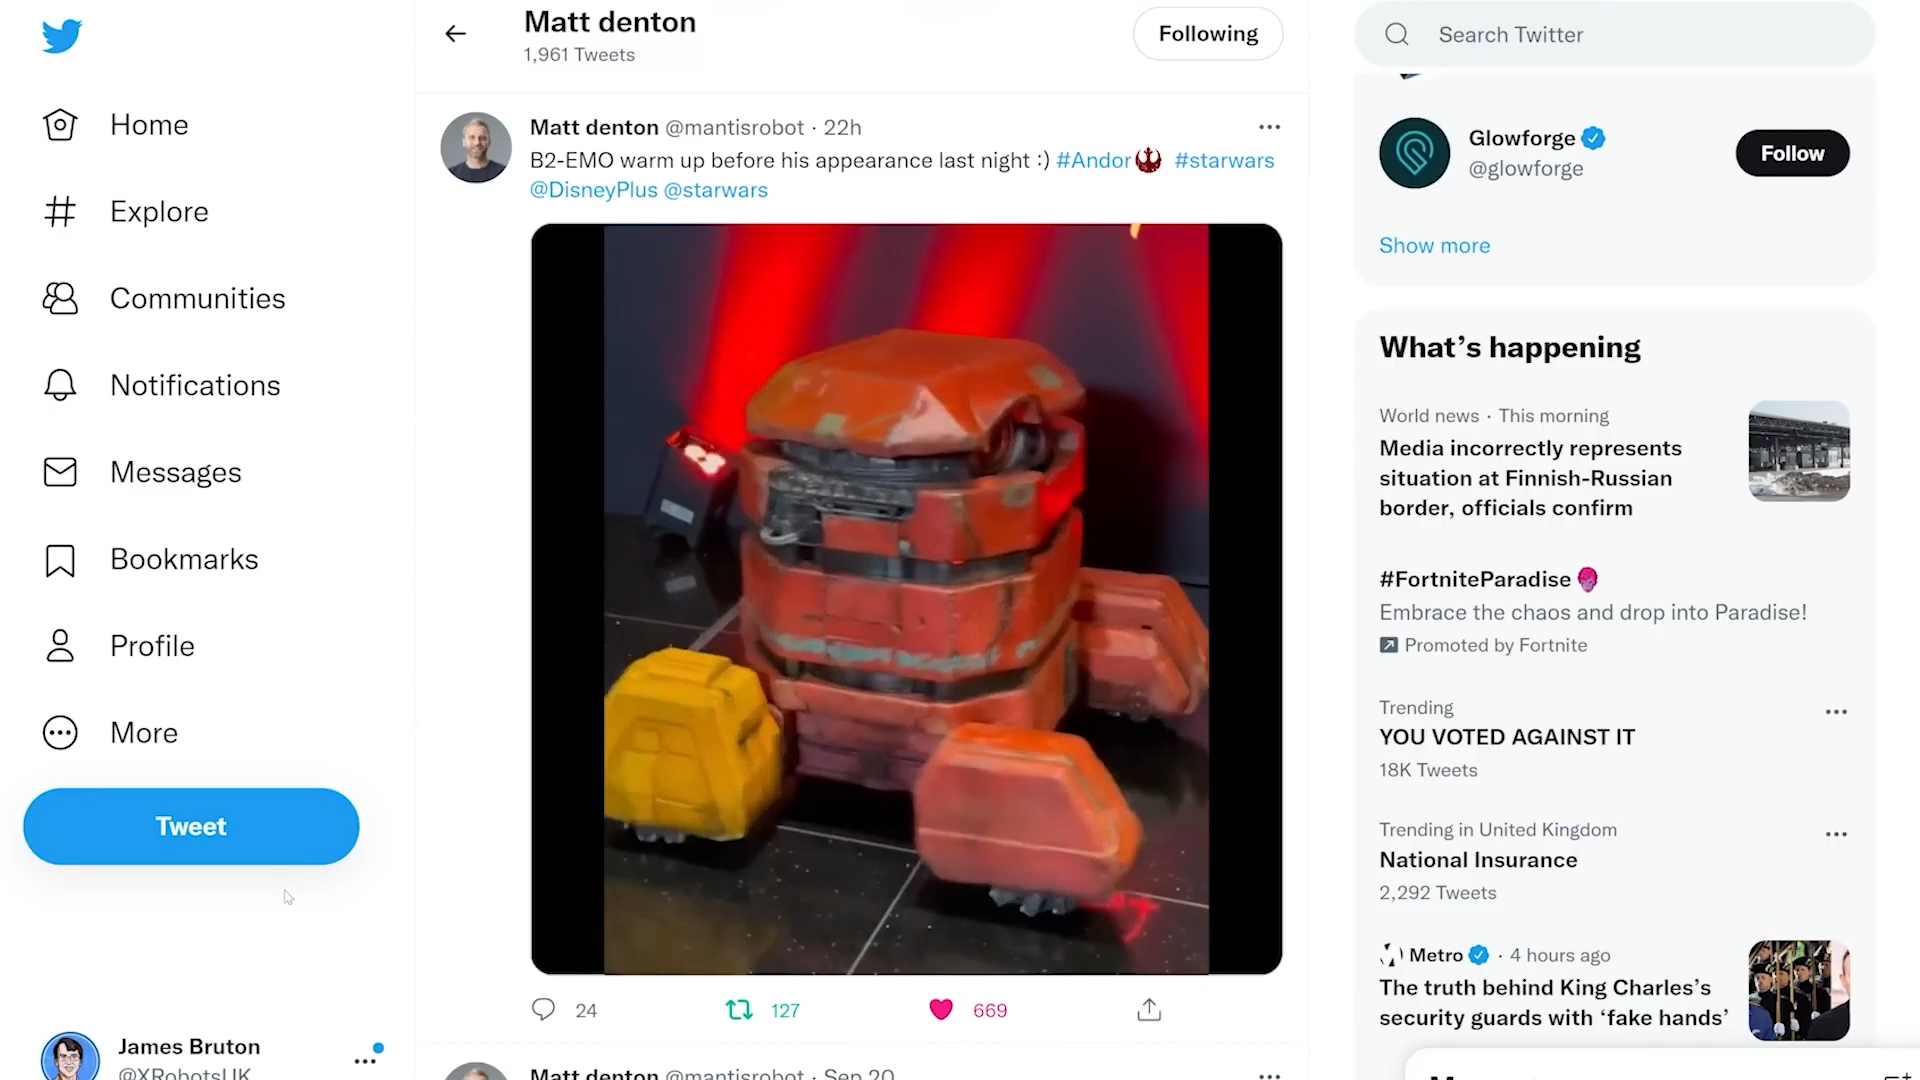 Home
Explore
Communities
Notifications
Messages
Bookmarks
Profile
More
Tweet
James Bruton
@XRobotsUK
Matt denton
1,961 Tweets
Following
Matt denton @mantisrobot · 22h
B2-EMO warm up before his appearance last night :) #Andor #starwars
@DisneyPlus @starwars
24
127
669
Matt denton @mantisrobot · Sep 20
Search Twitter
Glowforge
@glowforge
Follow
Show more
What's happening
World news · This morning
Media incorrectly represents
situation at Finnish-Russian
border, officials confirm
#FortniteParadise
Embrace the chaos and drop into Paradise!
Promoted by Fortnite
Trending
YOU VOTED AGAINST IT
18K Tweets
Trending in United Kingdom
National Insurance
2,292 Tweets
Metro · 4 hours ago
The truth behind King Charles's
security guards with ‘fake hands’